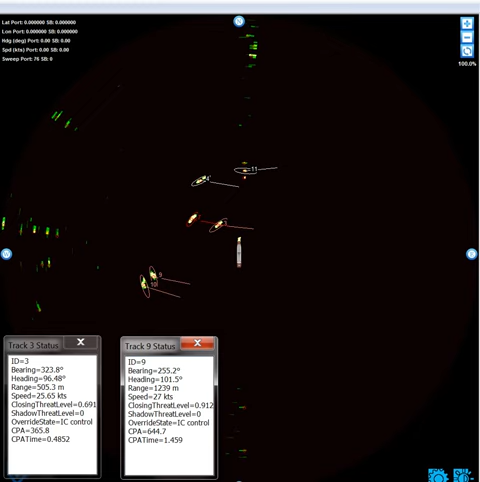 Lat Port: 0.000000 SB: 0.000000
Lon Port: 0.000000 SB: 0.000000
Hdg (deg) Port: 0.00 SB: 0.00
Spd (kts) Port: 0.00 SB: 0.00
Sweep Port: 76 SB: 0
N
100.0%
11
3
W
E
9
10
Track 3 Status X
ID=3
Bearing=323.8°
Heading=96.48°
Range=505.3 m
Speed=25.65 kts
ClosingThreatLevel=0.691
ShadowThreatLevel=0
OverrideState=IC control
CPA=365.8
CPATime=0.4852
Track 9 Status X
ID=9
Bearing=255.2°
Heading=101.5°
Range=1239 m
Speed=27 kts
ClosingThreatLevel=0.912
ShadowThreatLevel=0
OverrideState=IC control
CPA=644.7
CPATime=1.459